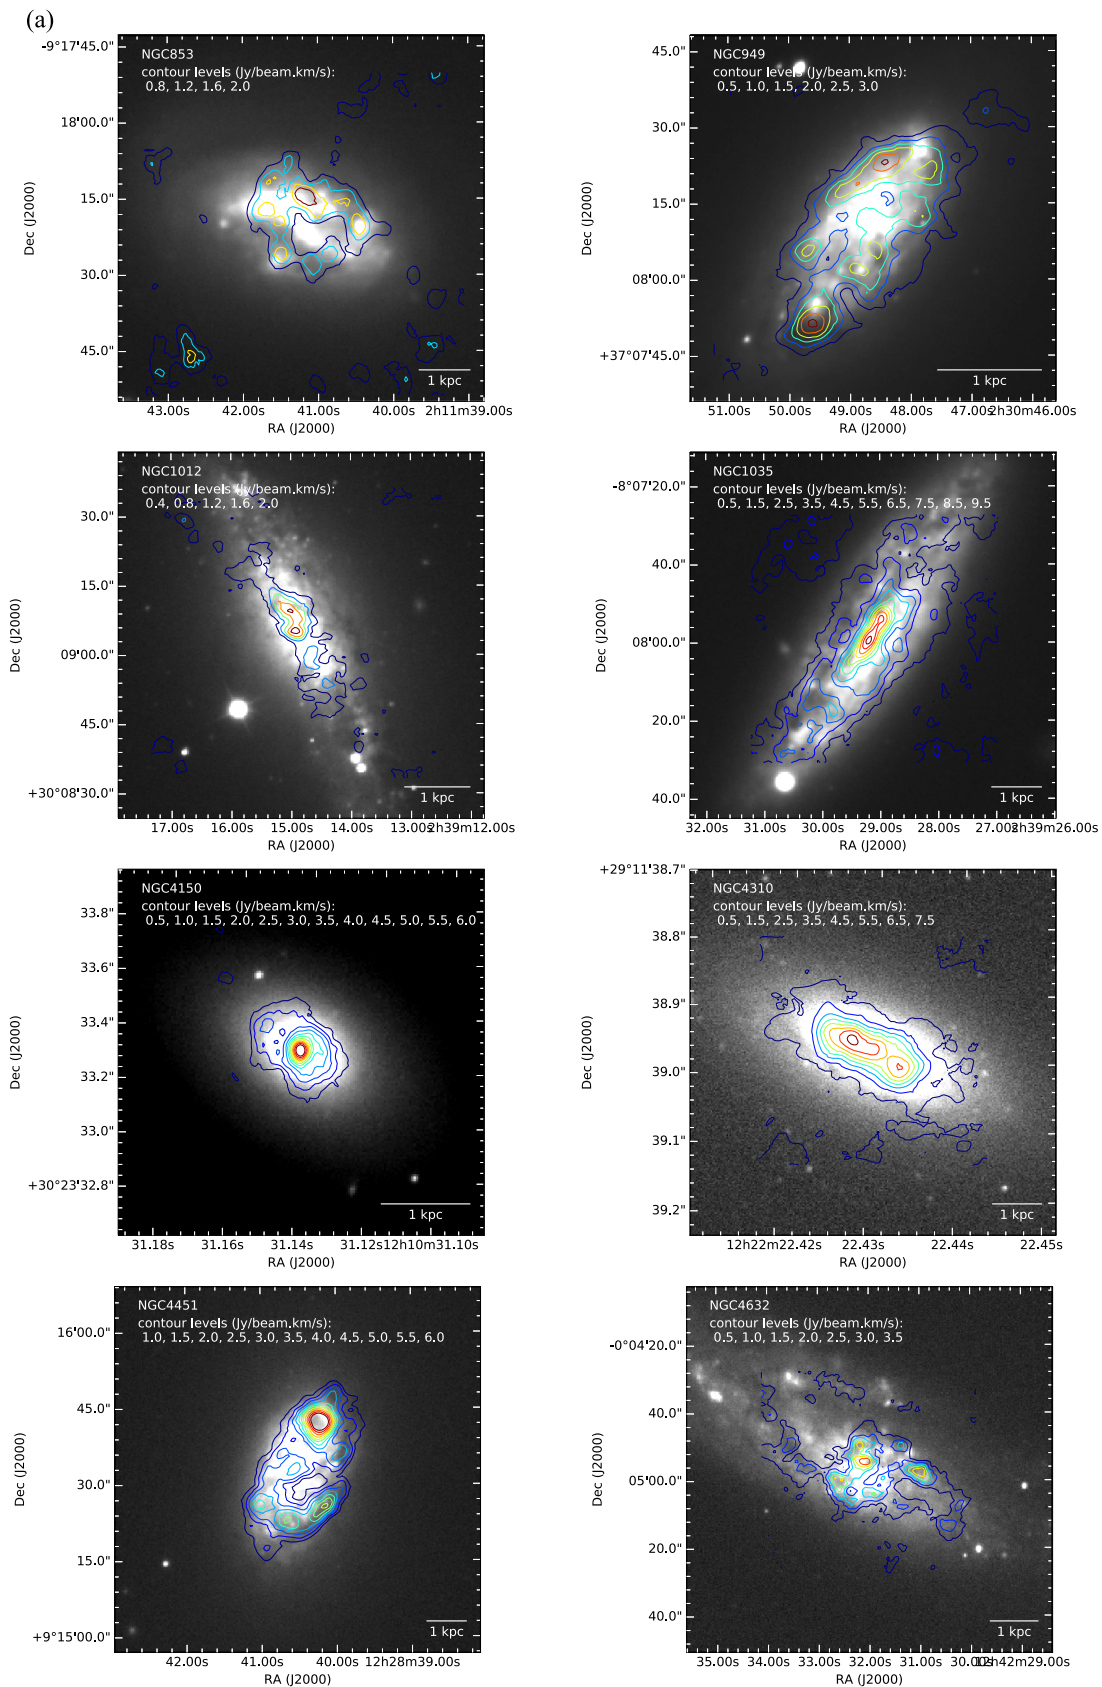 (a)
NGC853
contour levels (Jy/beam.km/s):
0.8, 1.2, 1.6, 2.0
-9°17'45.0"
18'00.0"
15.0"
30.0"
45.0"
Dec (J2000)
1 kpc
43.00s 42.00s 41.00s 40.00s 2h11m39.00s
RA (J2000)
NGC949
contour levels (Jy/beam.km/s):
0.5, 1.0, 1.5, 2.0, 2.5, 3.0
45.0"
30.0"
15.0"
08'00.0"
+37°07'45.0"
Dec (J2000)
1 kpc
51.00s 50.00s 49.00s 48.00s 47.00s 2h30m46.00s
RA (J2000)
NGC1012
contour levels (Jy/beam.km/s):
0.4, 0.8, 1.2, 1.6, 2.0
30.0"
15.0"
09'00.0"
45.0"
+30°08'30.0"
Dec (J2000)
1 kpc
17.00s 16.00s 15.00s 14.00s 13.00s 2h39m12.00s
RA (J2000)
NGC1035
contour levels (Jy/beam.km/s):
0.5, 1.5, 2.5, 3.5, 4.5, 5.5, 6.5, 7.5, 8.5, 9.5
-8°07'20.0"
40.0"
08'00.0"
20.0"
40.0"
Dec (J2000)
1 kpc
32.00s 31.00s 30.00s 29.00s 28.00s 27.00s 2h39m26.00s
RA (J2000)
NGC4150
contour levels (Jy/beam.km/s):
0.5, 1.0, 1.5, 2.0, 2.5, 3.0, 3.5, 4.0, 4.5, 5.0, 5.5, 6.0
33.8"
33.6"
33.4"
33.2"
33.0"
+30°23'32.8"
Dec (J2000)
1 kpc
31.18s 31.16s 31.14s 31.12s 12h10m31.10s
RA (J2000)
NGC4310
contour levels (Jy/beam.km/s):
0.5, 1.5, 2.5, 3.5, 4.5, 5.5, 6.5, 7.5
+29°11'38.7"
38.8"
38.9"
39.0"
39.1"
39.2"
Dec (J2000)
1 kpc
12h22m22.42s 22.43s 22.44s 22.45s
RA (J2000)
NGC4451
contour levels (Jy/beam.km/s):
1.0, 1.5, 2.0, 2.5, 3.0, 3.5, 4.0, 4.5, 5.0, 5.5, 6.0
16'00.0"
45.0"
30.0"
15.0"
+9°15'00.0"
Dec (J2000)
1 kpc
42.00s 41.00s 40.00s 12h28m39.00s
RA (J2000)
NGC4632
contour levels (Jy/beam.km/s):
0.5, 1.0, 1.5, 2.0, 2.5, 3.0, 3.5
-0°04'20.0"
40.0"
05'00.0"
20.0"
40.0"
Dec (J2000)
1 kpc
35.00s 34.00s 33.00s 32.00s 31.00s 30.00s 12h42m29.00s
RA (J2000)